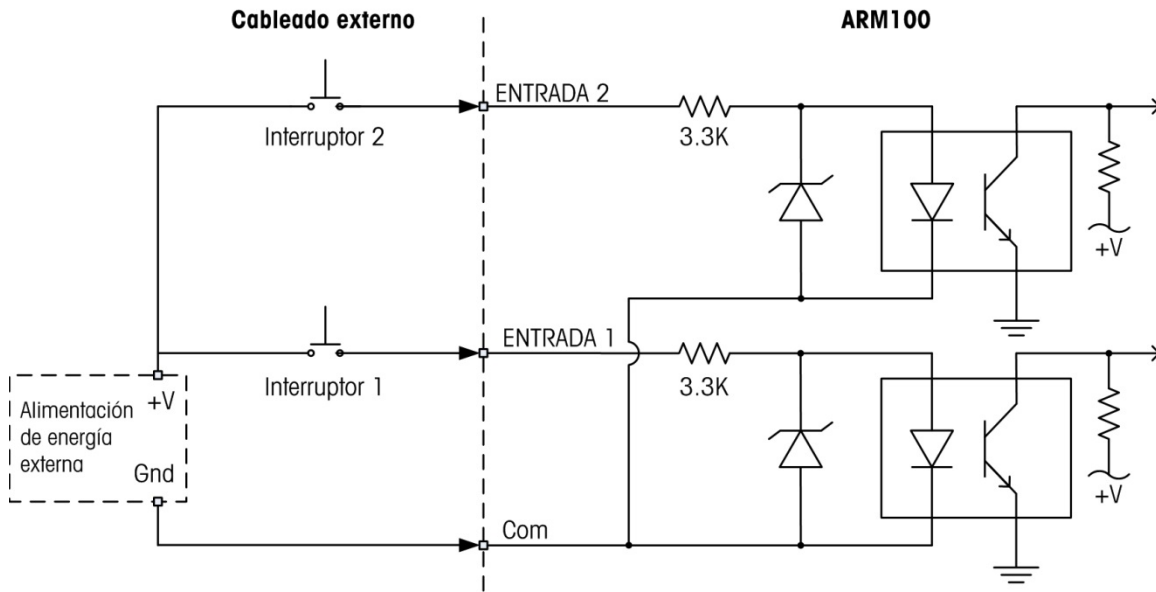 Cableado externo
ARM100
ENTRADA 2
Interruptor 2
3.3K
+V
ENTRADA 1
Interruptor 1
3.3K
+V
Alimentación
de energía
externa
Gnd
+V
Com